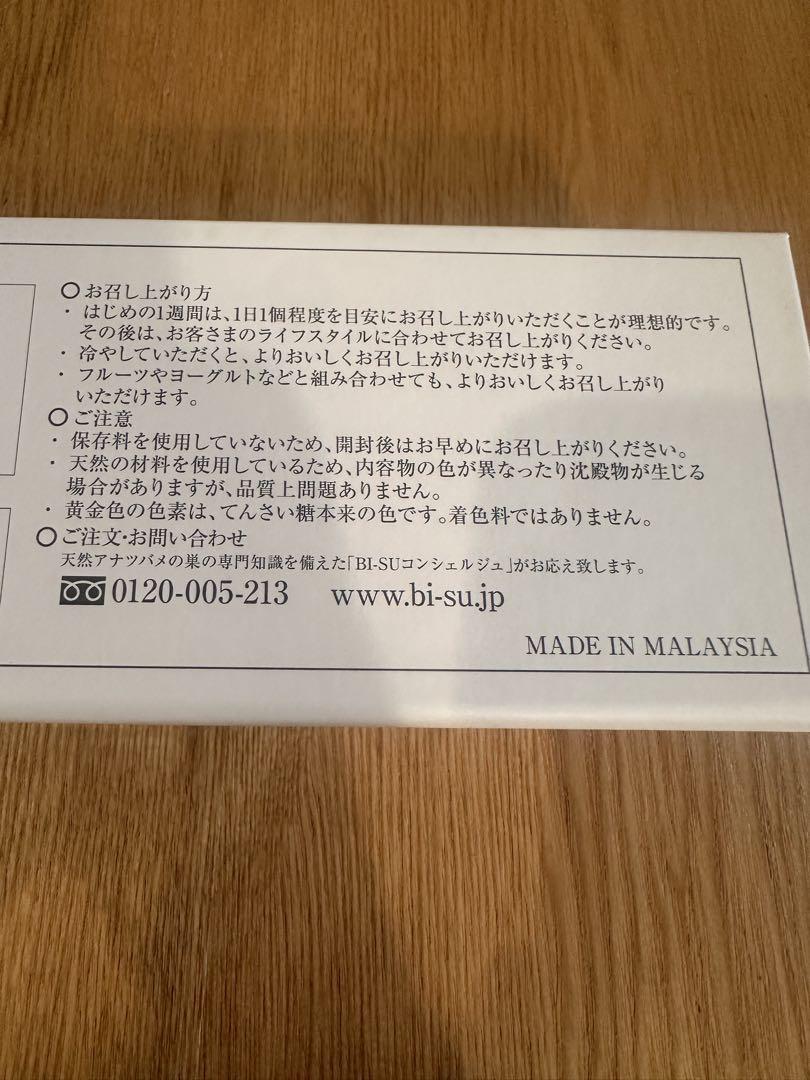 ○お召し上がり方
・はじめの1週間は、1日1個程度を目安にお召し上がりいただくことが理想的です。
その後は、お客さまのライフスタイルに合わせてお召し上がりください。
・冷やしていただくと、よりおいしくお召し上がりいただけます。
・フルーツやヨーグルトなどと組み合わせても、よりおいしくお召し上がり
いただけます。
○ご注意
・保存料を使用していないため、開封後はお早めにお召し上がりください。
・天然の材料を使用しているため、内容物の色が異なったり沈殿物が生じる
場合がありますが、品質上問題ありません。
・黄金色の色素は、てんさい糖本来の色です。着色料ではありません。
○ご注文・お問い合わせ
天然アナツバメの巣の専門知識を備えた「BI-SUコンシェルジュ」がお応え致します。
0120-005-213 www.bi-su.jp
MADE IN MALAYSIA